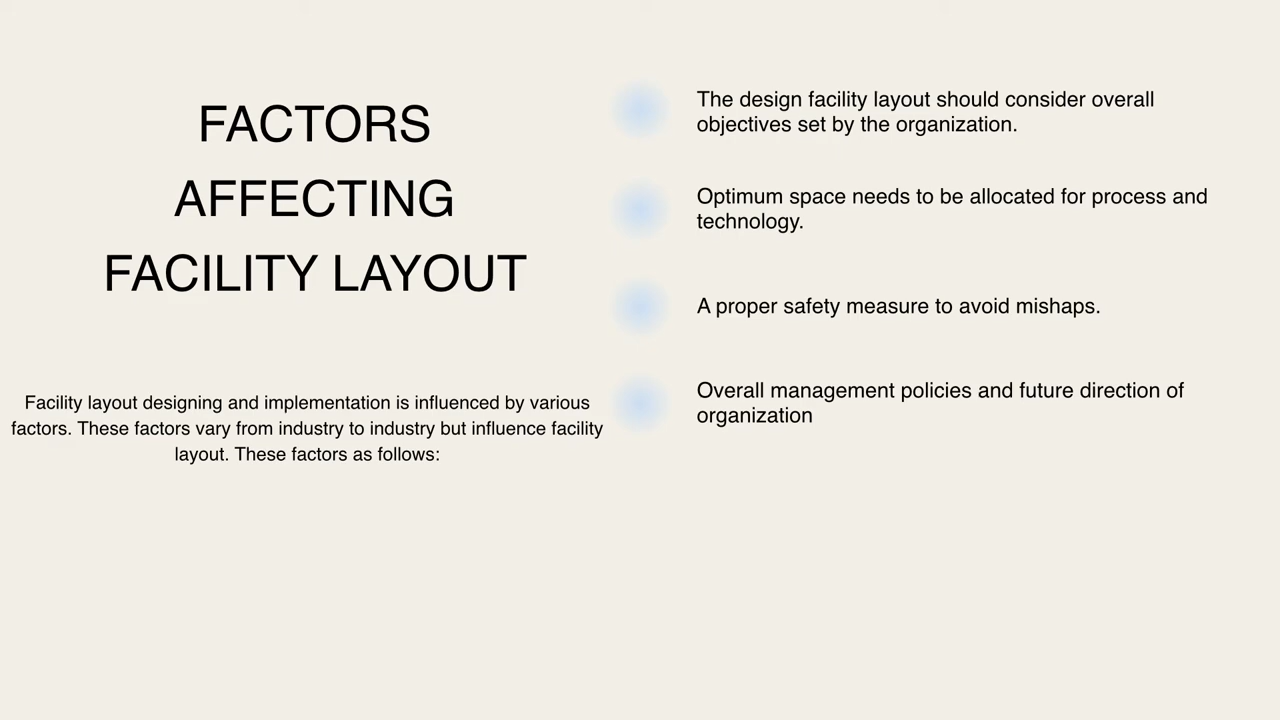 FACTORS
AFFECTING
FACILITY LAYOUT
Facility layout designing and implementation is influenced by various
factors. These factors vary from industry to industry but influence facility
layout. These factors as follows:
The design facility layout should consider overall
objectives set by the organization.
Optimum space needs to be allocated for process and
technology.
A proper safety measure to avoid mishaps.
Overall management policies and future direction of
organization